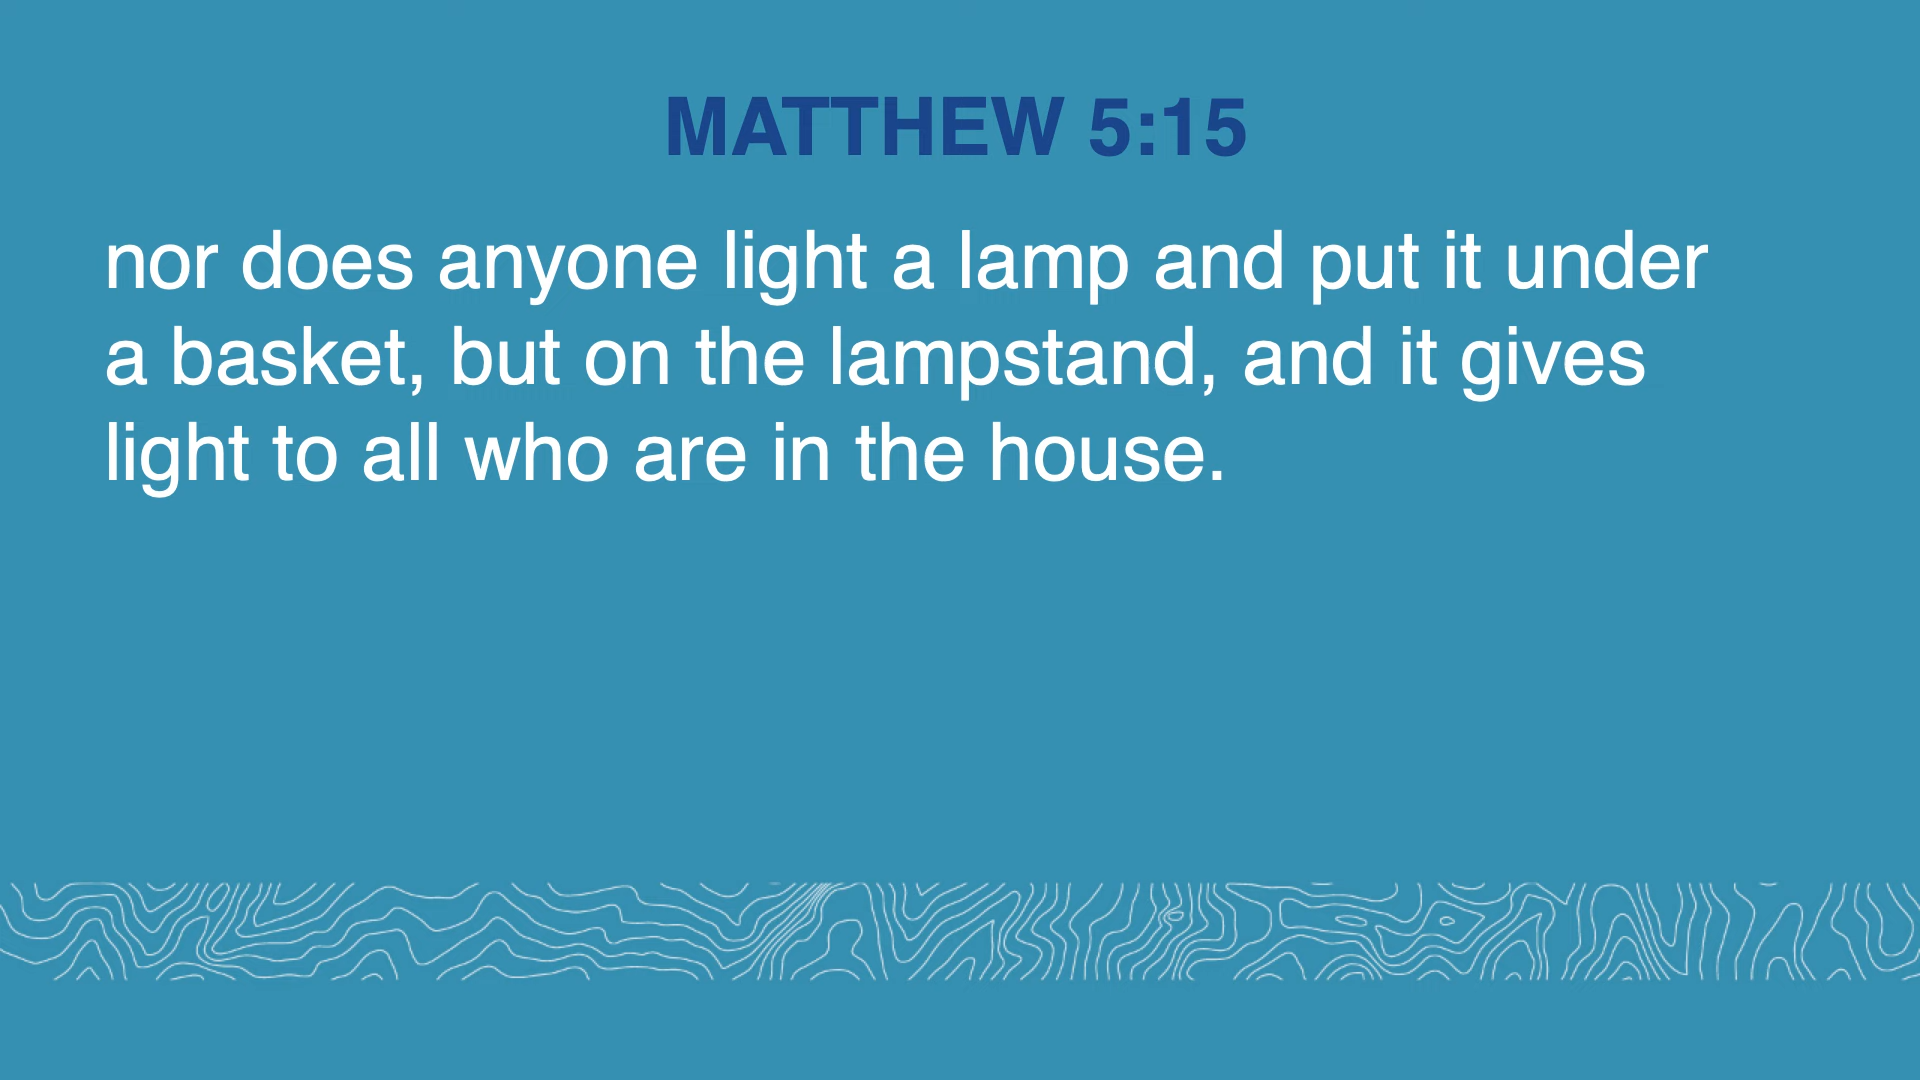 MATTHEW 5:15
nor does anyone light a lamp and put it under
a basket, but on the lampstand, and it gives
light to all who are in the house.